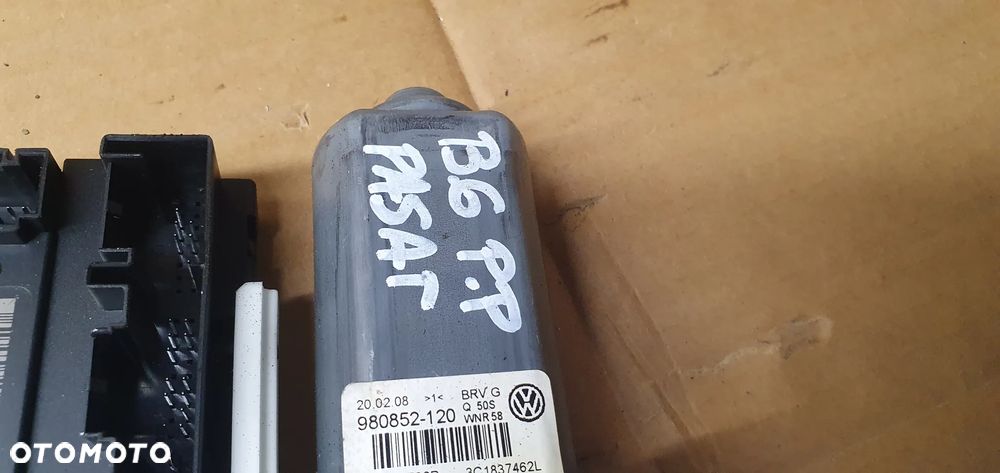 B6 P.P
PASAT
20.02.08 >1< BRV G
Q 50S
980852-120 WNR 58
3C1837462L
OTOMOTO